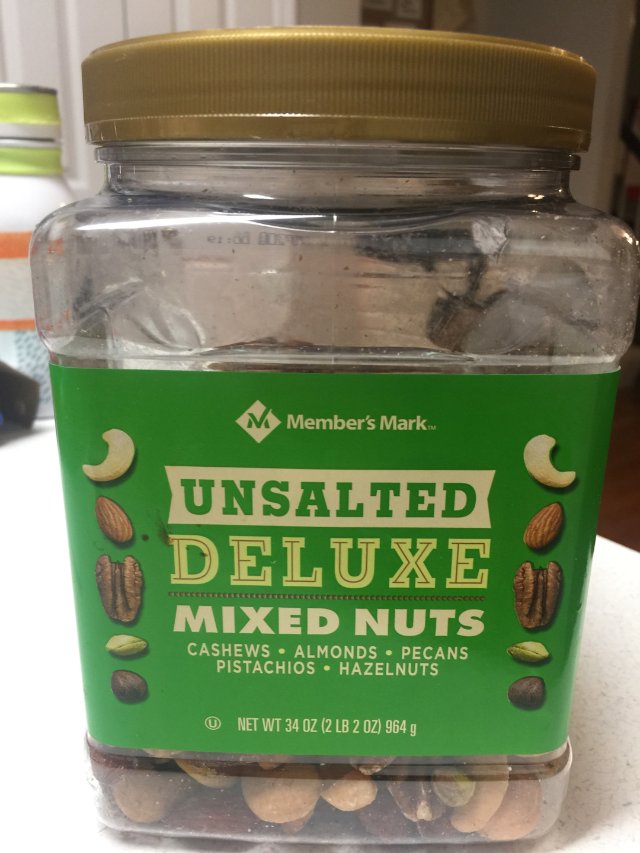 Member's Mark™
UNSALTED
DELUXE
MIXED NUTS
CASHEWS • ALMONDS • PECANS
PISTACHIOS • HAZELNUTS
Ⓤ NET WT 34 OZ (2 LB 2 OZ) 964 g